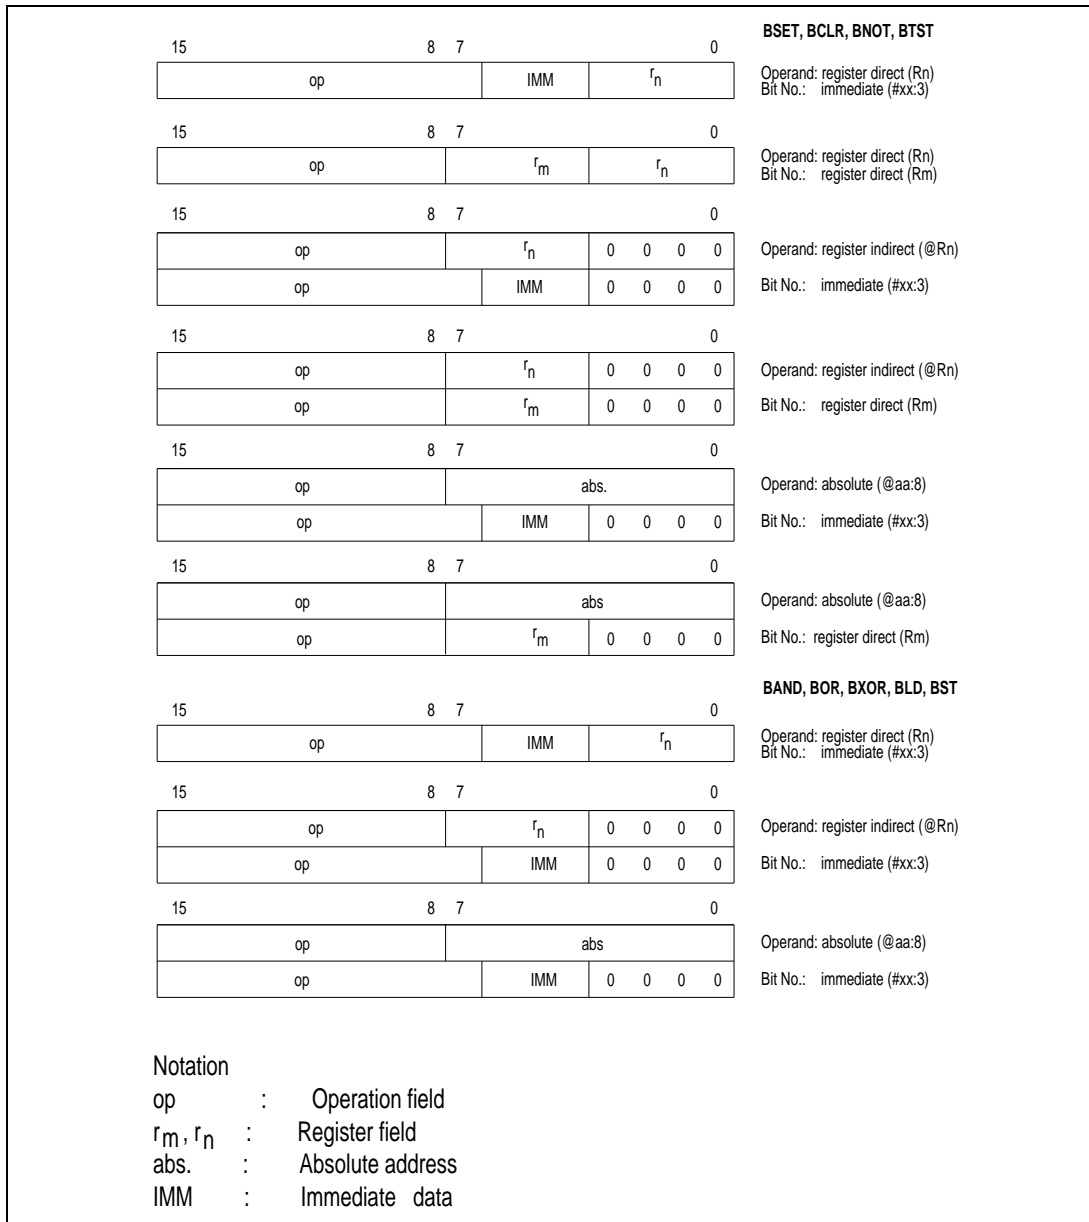 BSET, BCLR, BNOT, BTST
15 8 7 0
op IMM rn Operand: register direct (Rn)
Bit No.: immediate (#xx:3)
15 8 7 0
op rm rn Operand: register direct (Rn)
Bit No.: register direct (Rm)
15 8 7 0
op rn 0 0 0 0 Operand: register indirect (@Rn)
op IMM 0 0 0 0 Bit No.: immediate (#xx:3)
15 8 7 0
op rn 0 0 0 0 Operand: register indirect (@Rn)
op rm 0 0 0 0 Bit No.: register direct (Rm)
15 8 7 0
op abs. Operand: absolute (@aa:8)
op IMM 0 0 0 0 Bit No.: immediate (#xx:3)
15 8 7 0
op abs Operand: absolute (@aa:8)
op rm 0 0 0 0 Bit No.: register direct (Rm)
BAND, BOR, BXOR, BLD, BST
15 8 7 0
op IMM rn Operand: register direct (Rn)
Bit No.: immediate (#xx:3)
15 8 7 0
op rn 0 0 0 0 Operand: register indirect (@Rn)
op IMM 0 0 0 0 Bit No.: immediate (#xx:3)
15 8 7 0
op abs Operand: absolute (@aa:8)
op IMM 0 0 0 0 Bit No.: immediate (#xx:3)
Notation
op : Operation field
rm, rn : Register field
abs. : Absolute address
IMM : Immediate data